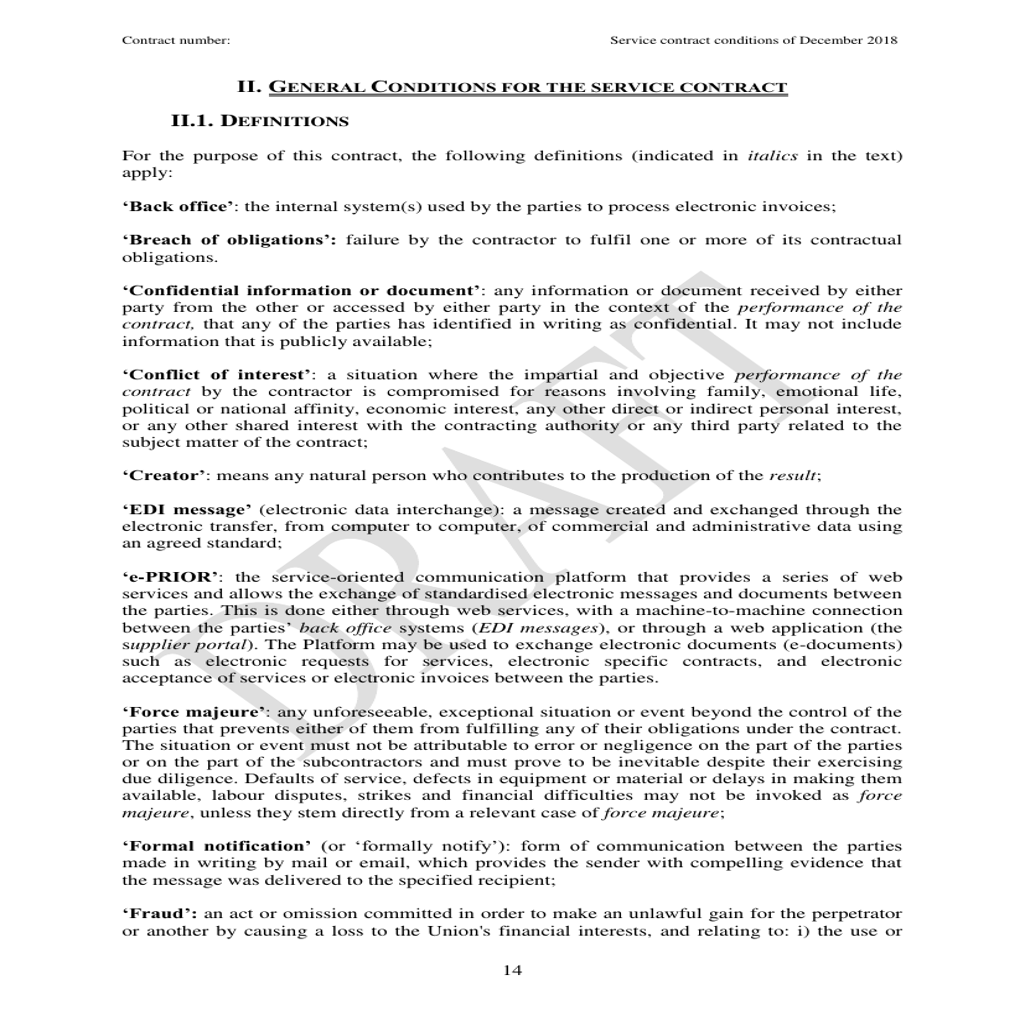 Contract number: Service contract conditions of December 2018
II. GENERAL CONDITIONS FOR THE SERVICE CONTRACT
II.1. DEFINITIONS
For the purpose of this contract, the following definitions (indicated in italics in the text)
apply:
‘Back office’: the internal system(s) used by the parties to process electronic invoices;
‘Breach of obligations’: failure by the contractor to fulfil one or more of its contractual
obligations.
‘Confidential information or document’: any information or document received by either
party from the other or accessed by either party in the context of the performance of the
contract, that any of the parties has identified in writing as confidential. It may not include
information that is publicly available;
‘Conflict of interest’: a situation where the impartial and objective performance of the
contract by the contractor is compromised for reasons involving family, emotional life,
political or national affinity, economic interest, any other direct or indirect personal interest,
or any other shared interest with the contracting authority or any third party related to the
subject matter of the contract;
‘Creator’: means any natural person who contributes to the production of the result;
‘EDI message’ (electronic data interchange): a message created and exchanged through the
electronic transfer, from computer to computer, of commercial and administrative data using
an agreed standard;
‘e-PRIOR’: the service-oriented communication platform that provides a series of web
services and allows the exchange of standardised electronic messages and documents between
the parties. This is done either through web services, with a machine-to-machine connection
between the parties’ back office systems (EDI messages), or through a web application (the
supplier portal). The Platform may be used to exchange electronic documents (e-documents)
such as electronic requests for services, electronic specific contracts, and electronic
acceptance of services or electronic invoices between the parties.
‘Force majeure’: any unforeseeable, exceptional situation or event beyond the control of the
parties that prevents either of them from fulfilling any of their obligations under the contract.
The situation or event must not be attributable to error or negligence on the part of the parties
or on the part of the subcontractors and must prove to be inevitable despite their exercising
due diligence. Defaults of service, defects in equipment or material or delays in making them
available, labour disputes, strikes and financial difficulties may not be invoked as force
majeure, unless they stem directly from a relevant case of force majeure;
‘Formal notification’ (or ‘formally notify’): form of communication between the parties
made in writing by mail or email, which provides the sender with compelling evidence that
the message was delivered to the specified recipient;
‘Fraud’: an act or omission committed in order to make an unlawful gain for the perpetrator
or another by causing a loss to the Union's financial interests, and relating to: i) the use or
14
DRAFT